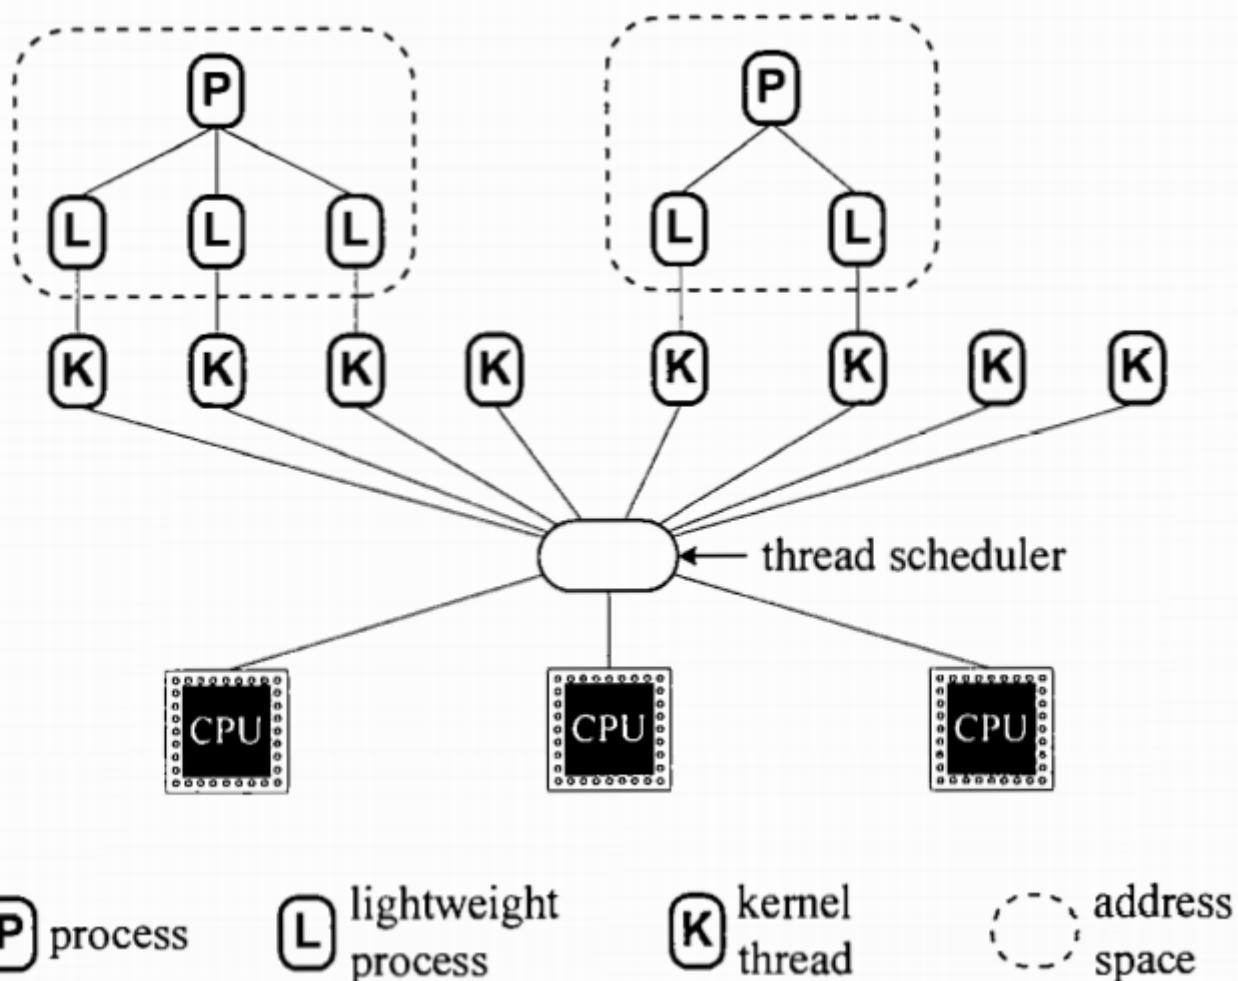 P
P
L
L
L
L
L
K
K
K
K
K
K
K
K
thread scheduler
CPU
CPU
CPU
P process
L lightweight
process
K kernel
thread
address
space